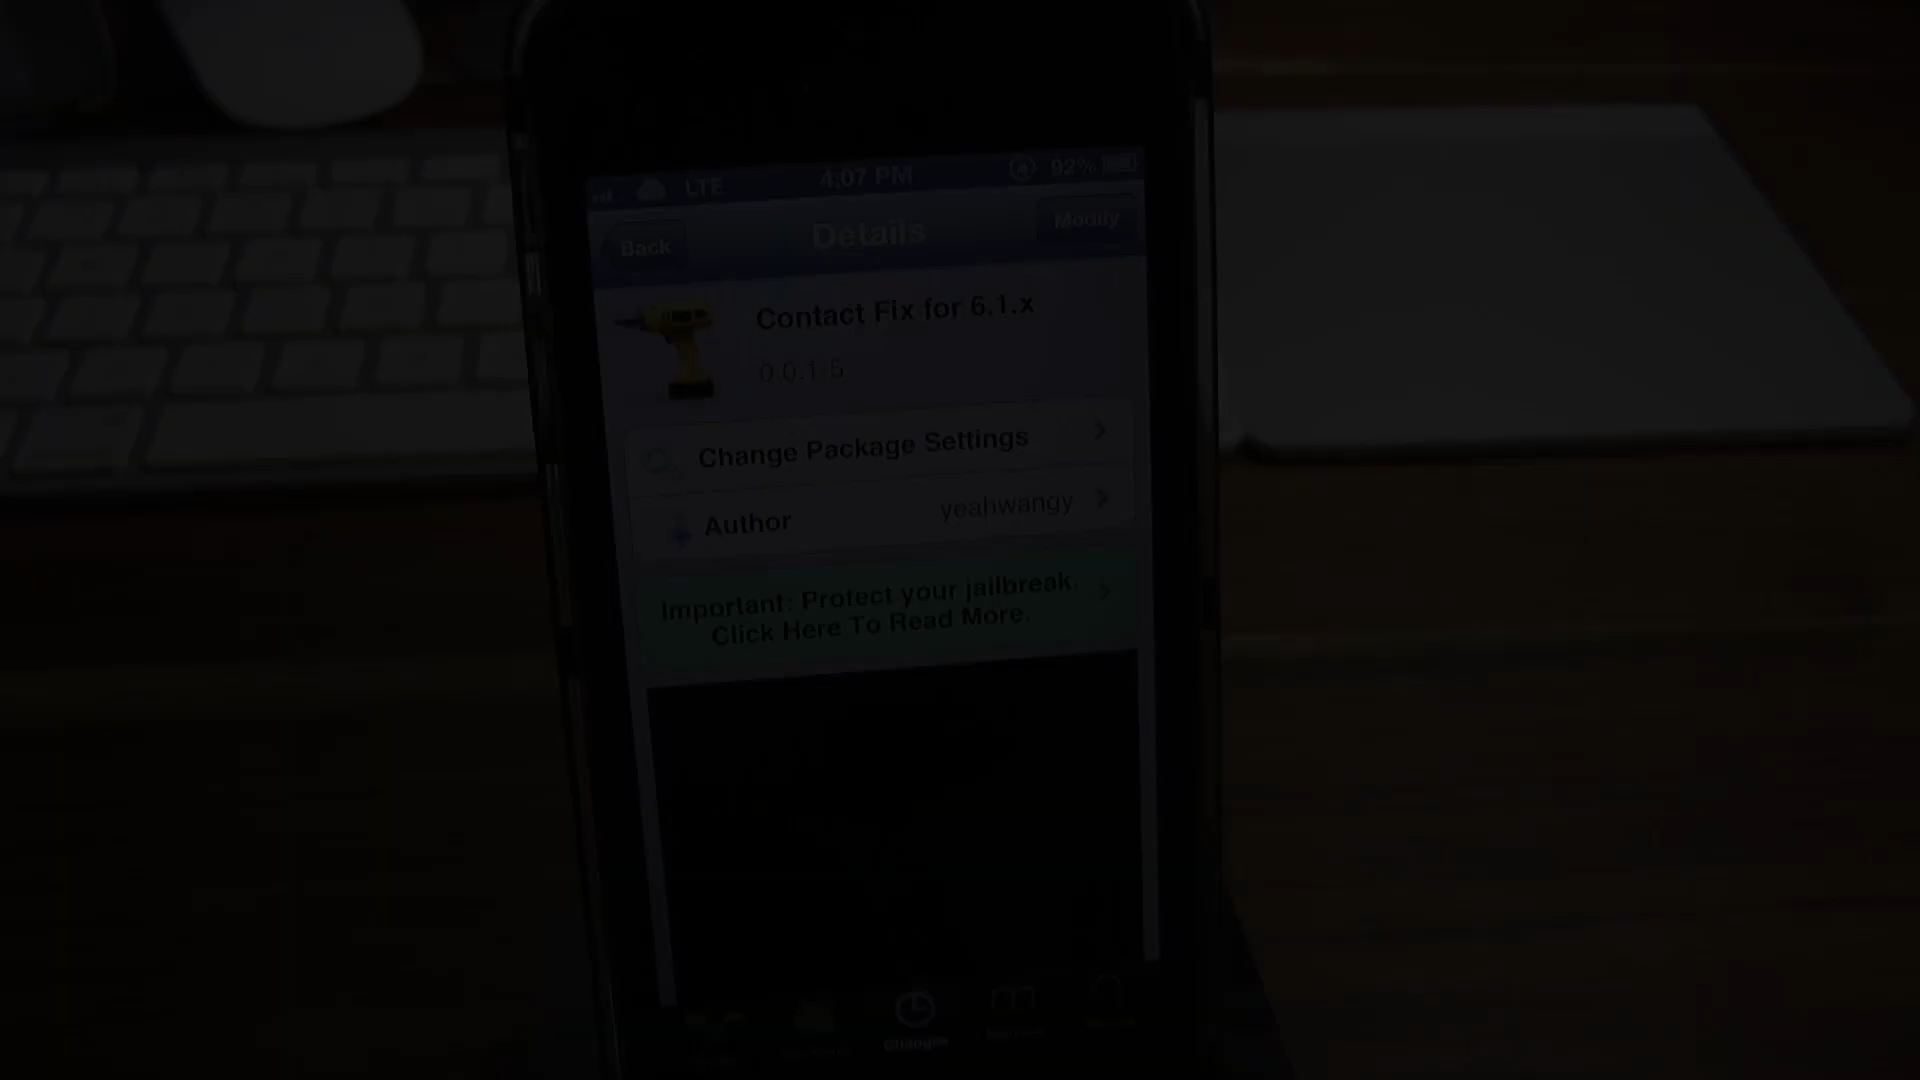 LTE 4:07 PM 92%
Back Details Modify
Contact Fix for 6.1.x
0.0.1-5
Change Package Settings
Author yeahwangy
Important: Protect your jailbreak.
Click Here To Read More.
Changes